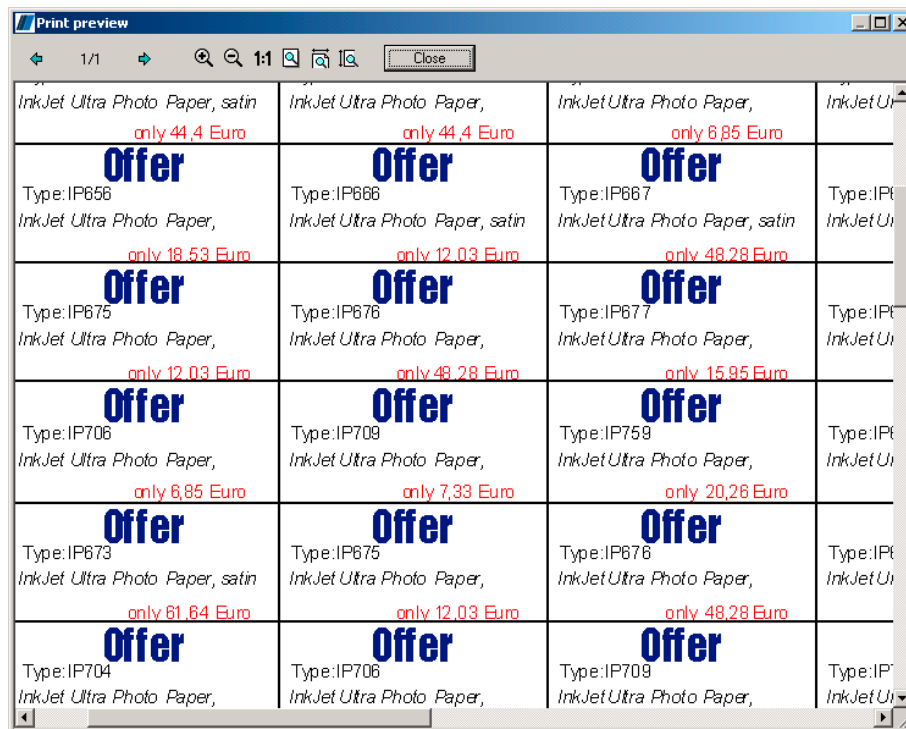 Print preview
1/1 1:1 Close
InkJet Ultra Photo Paper, satin InkJet Ultra Photo Paper, InkJet Ultra Photo Paper,
only 44,4 Euro only 44,4 Euro only 6,85 Euro
Offer Offer Offer
Type:IP656 Type:IP666 Type:IP667
InkJet Ultra Photo Paper, InkJet Ultra Photo Paper, satin InkJet Ultra Photo Paper, satin
only 18,53 Euro only 12,03 Euro only 48,28 Euro
Offer Offer Offer
Type:IP675 Type:IP676 Type:IP677
InkJet Ultra Photo Paper, InkJet Ultra Photo Paper, InkJet Ultra Photo Paper,
only 12,03 Euro only 48,28 Euro only 15,95 Euro
Offer Offer Offer
Type:IP706 Type:IP709 Type:IP759
InkJet Ultra Photo Paper, InkJet Ultra Photo Paper, InkJet Ultra Photo Paper,
only 6,85 Euro only 7,33 Euro only 20,26 Euro
Offer Offer Offer
Type:IP673 Type:IP675 Type:IP676
InkJet Ultra Photo Paper, satin InkJet Ultra Photo Paper, InkJet Ultra Photo Paper,
only 61,64 Euro only 12,03 Euro only 48,28 Euro
Offer Offer Offer
Type:IP704 Type:IP706 Type:IP709
InkJet Ultra Photo Paper, InkJet Ultra Photo Paper, InkJet Ultra Photo Paper,